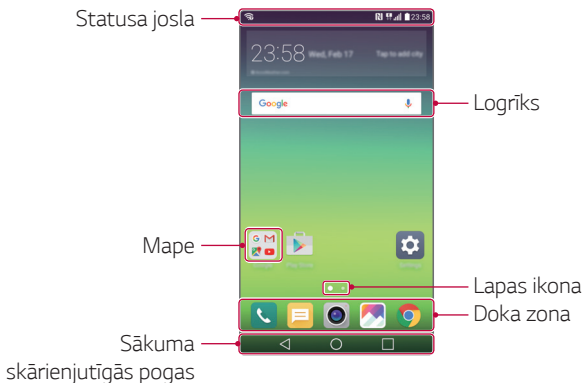 Statusa josla
23:58
23:58 Wed, Feb 17 Tap to add city
Google
Logrīks
Mape
Lapas ikona
Doka zona
Sākuma
skārienjutīgās pogas